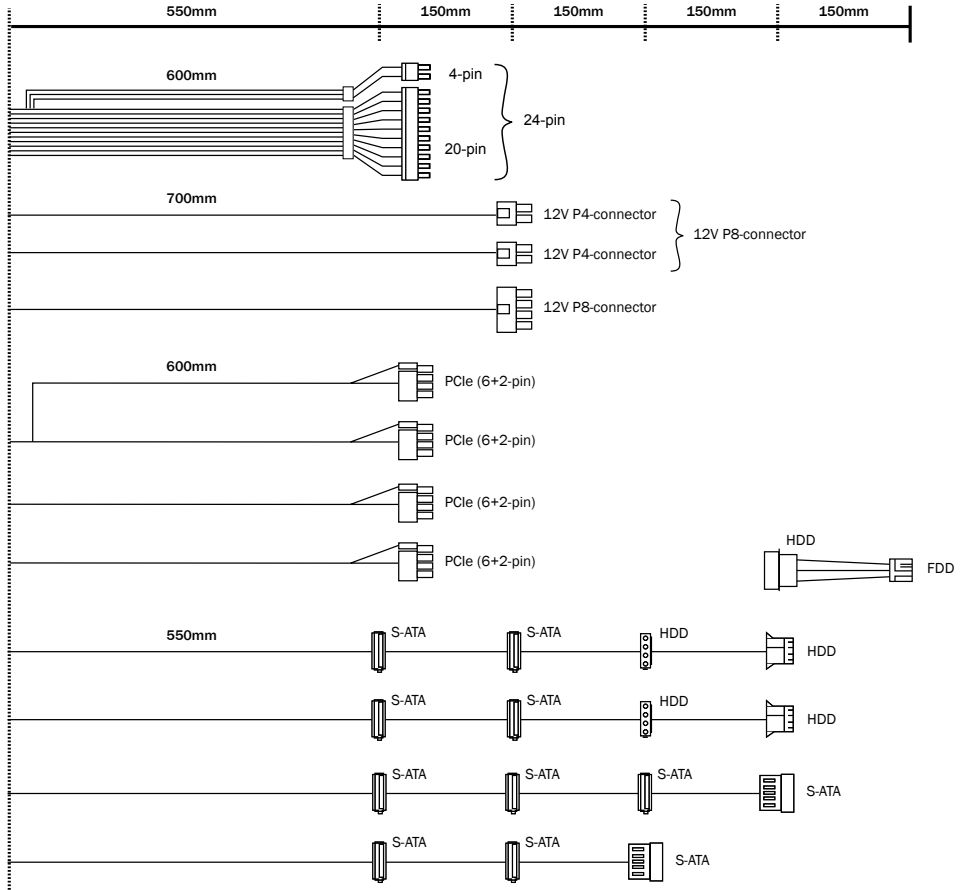 550mm 150mm 150mm 150mm 150mm
600mm
4-pin
24-pin
20-pin
700mm
12V P4-connector
12V P8-connector
12V P4-connector
12V P8-connector
600mm
PCIe (6+2-pin)
PCIe (6+2-pin)
PCIe (6+2-pin)
HDD
PCIe (6+2-pin)
FDD
550mm
S-ATA S-ATA HDD
HDD
S-ATA S-ATA HDD
HDD
S-ATA S-ATA S-ATA
S-ATA
S-ATA S-ATA
S-ATA